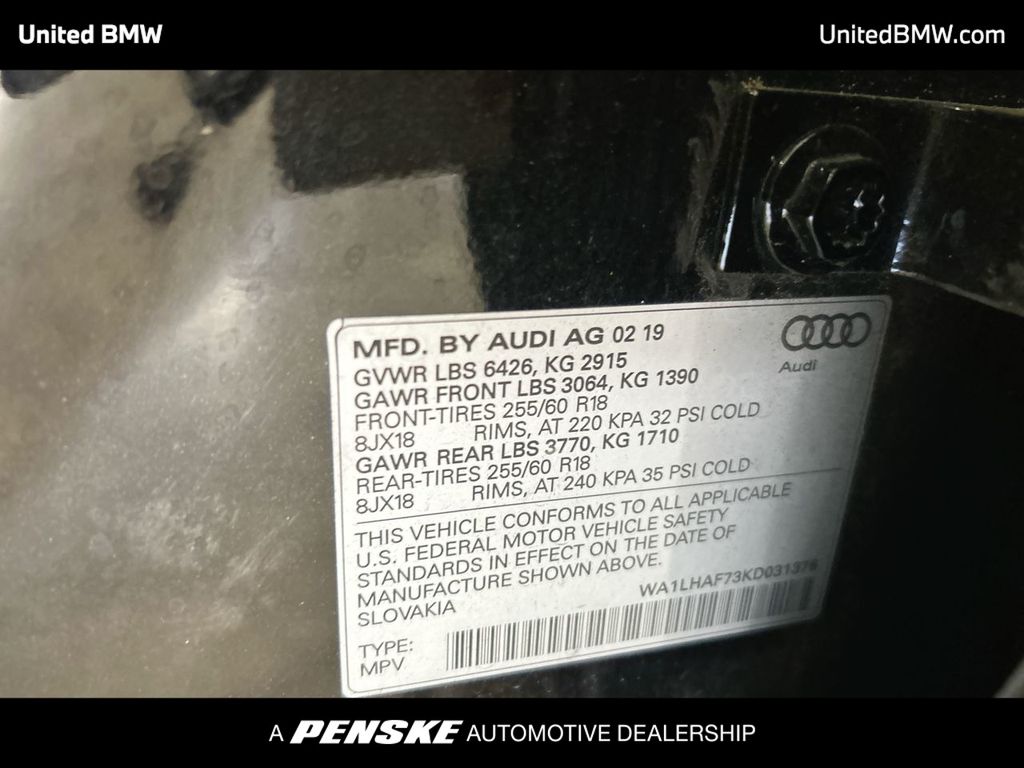 United BMW
UnitedBMW.com
MFD. BY AUDI AG 02 19
GVWR LBS 6426, KG 2915
GAWR FRONT LBS 3064, KG 1390
FRONT-TIRES 255/60 R18
8JX18 RIMS, AT 220 KPA 32 PSI COLD
GAWR REAR LBS 3770, KG 1710
REAR-TIRES 255/60 R18
8JX18 RIMS, AT 240 KPA 35 PSI COLD
Audi
THIS VEHICLE CONFORMS TO ALL APPLICABLE
U.S. FEDERAL MOTOR VEHICLE SAFETY
STANDARDS IN EFFECT ON THE DATE OF
MANUFACTURE SHOWN ABOVE.
SLOVAKIA
WA1LHAF73KD031376
TYPE:
MPV
A PENSKE AUTOMOTIVE DEALERSHIP